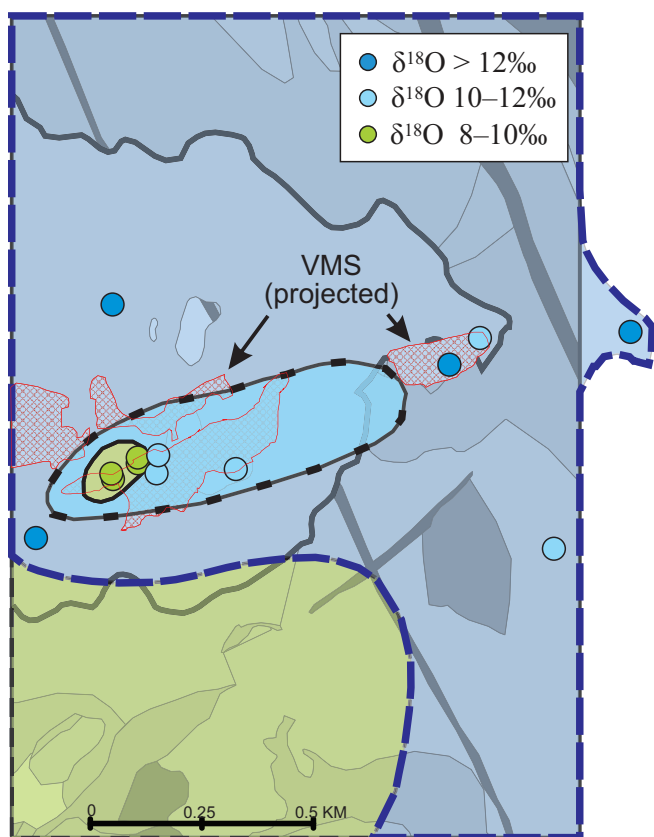 δ¹⁸O > 12‰
δ¹⁸O 10–12‰
δ¹⁸O 8–10‰
VMS
(projected)
0 0.25 0.5 KM